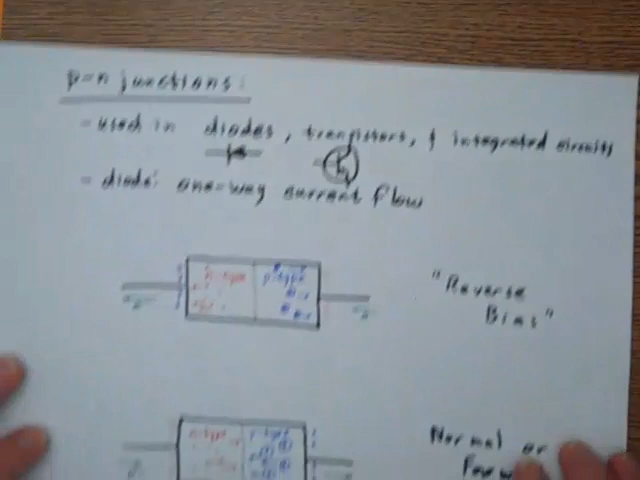 p-n junctions:
- used in diodes, transistors, & integrated circuits
- diode: one-way current flow
n-type p-type
"Reverse
Bias"
n-type p-type
Normal or